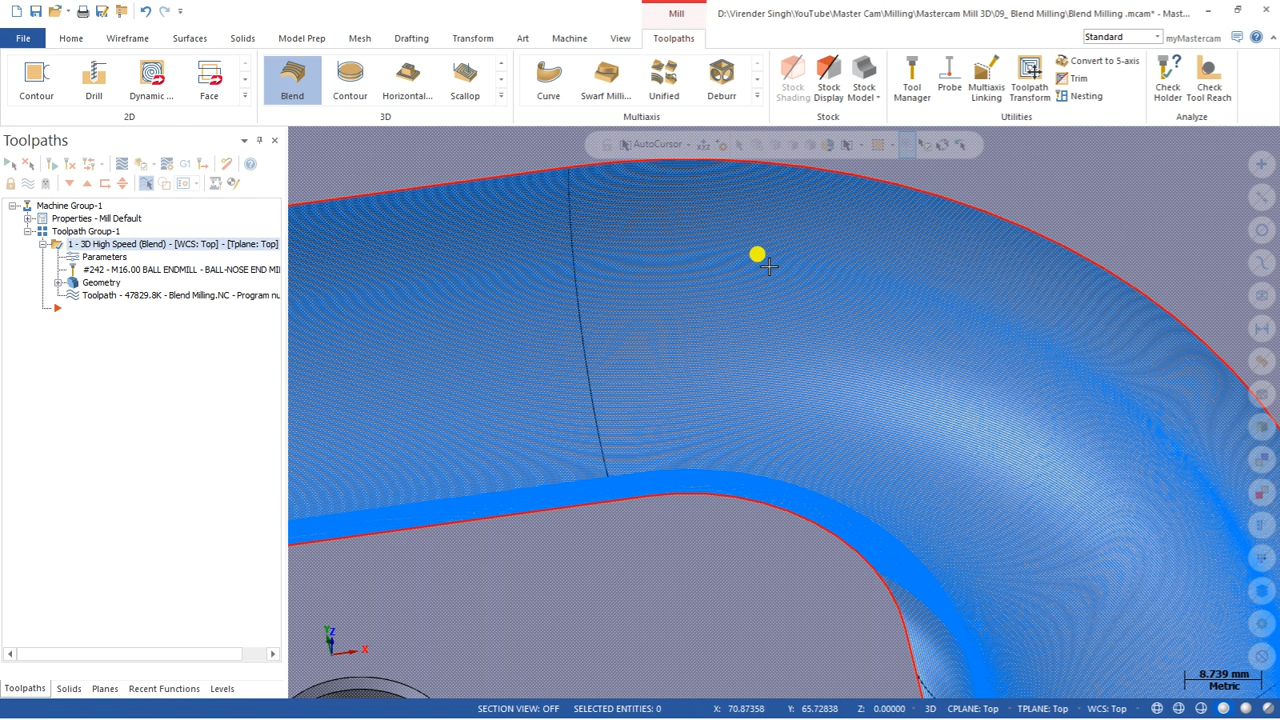 Mill
D:\Virender Singh\YouTube\Master Cam\Milling\Mastercam Mill 3D\09_ Blend Milling\Blend Milling .mcam* - Mast...
File
Home
Wireframe
Surfaces
Solids
Model Prep
Mesh
Drafting
Transform
Art
Machine
View
Toolpaths
Standard
myMastercam
Contour
Drill
Dynamic ...
Face
Blend
Contour
Horizontal...
Scallop
Curve
Swarf Milli...
Unified
Deburr
Stock Shading
Stock Display
Stock Model
Tool Manager
Probe
Multiaxis Linking
Toolpath Transform
Convert to 5-axis
Trim
Nesting
Check Holder
Check Tool Reach
2D
3D
Multiaxis
Stock
Utilities
Analyze
Toolpaths
AutoCursor
G1
Machine Group-1
Properties - Mill Default
Toolpath Group-1
1 - 3D High Speed (Blend) - [WCS: Top] - [Tplane: Top]
Parameters
#242 - M16.00 BALL ENDMILL - BALL-NOSE END MI
Geometry
Toolpath - 47829.8K - Blend Milling.NC - Program nu
Y Z
X
8.739 mm
Metric
Toolpaths
Solids
Planes
Recent Functions
Levels
SECTION VIEW: OFF
SELECTED ENTITIES: 0
X: 70.87358
Y: 65.72838
Z: 0.00000
3D
CPLANE: Top
TPLANE: Top
WCS: Top